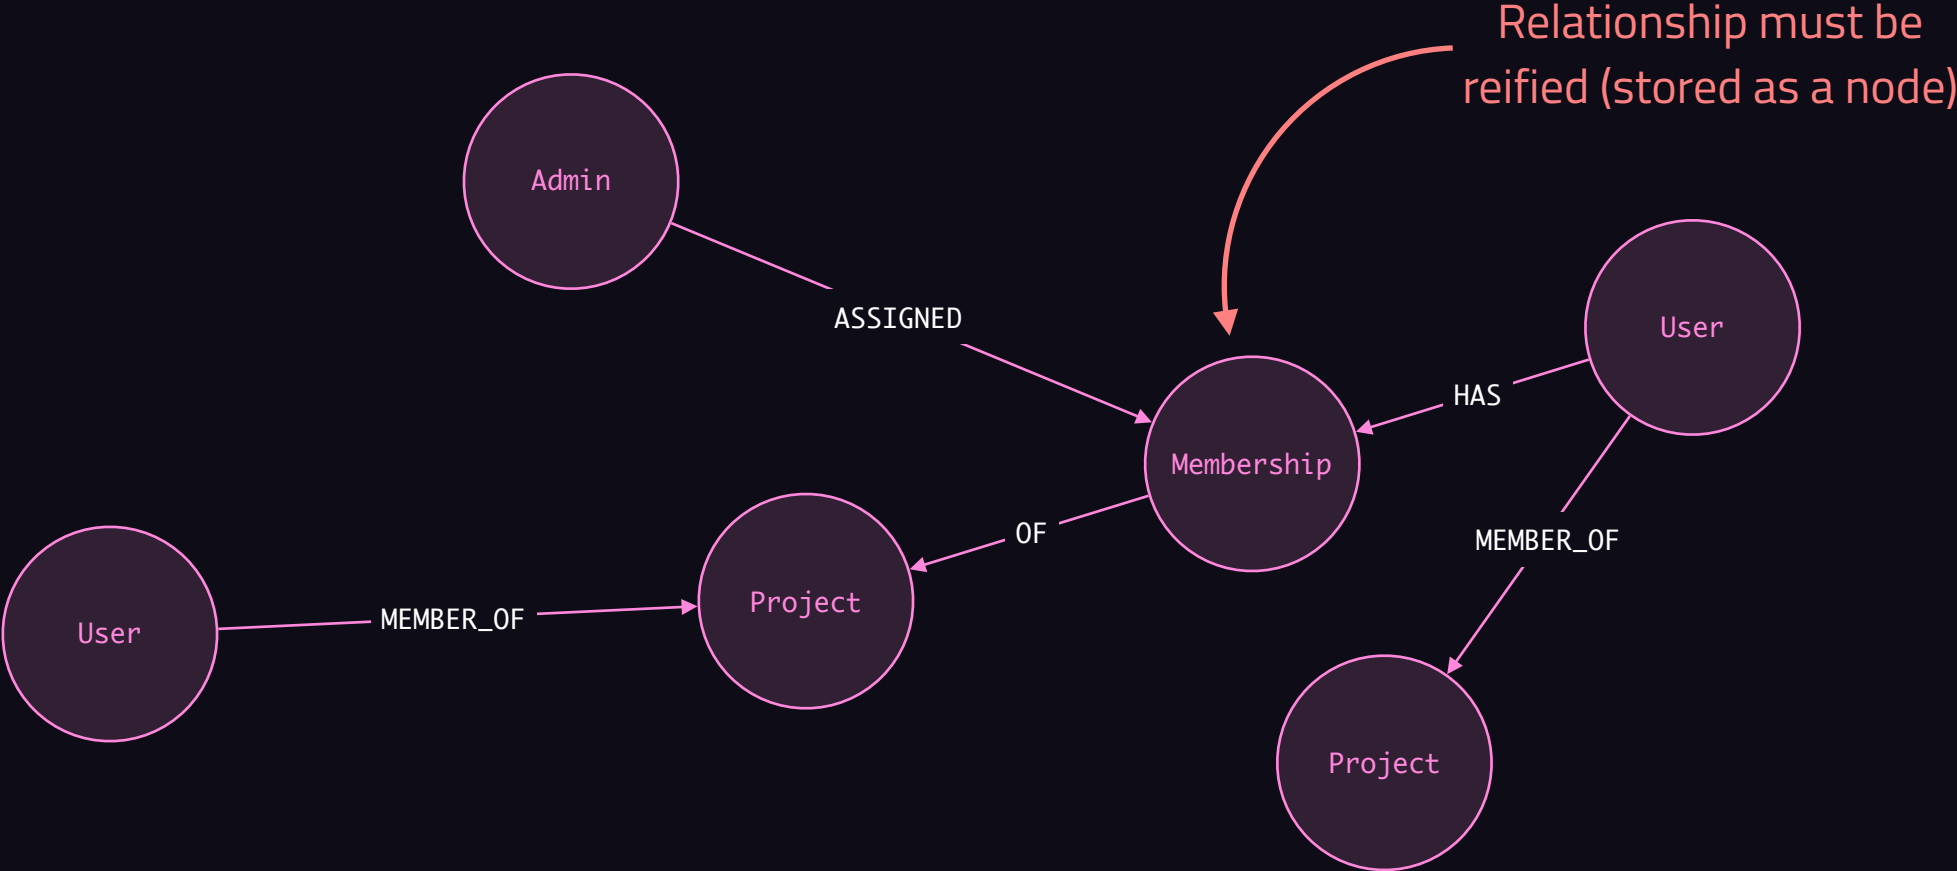 Relationship must be
reified (stored as a node)
Admin
ASSIGNED
User
HAS
Membership
OF
MEMBER_OF
Project
MEMBER_OF
User
Project